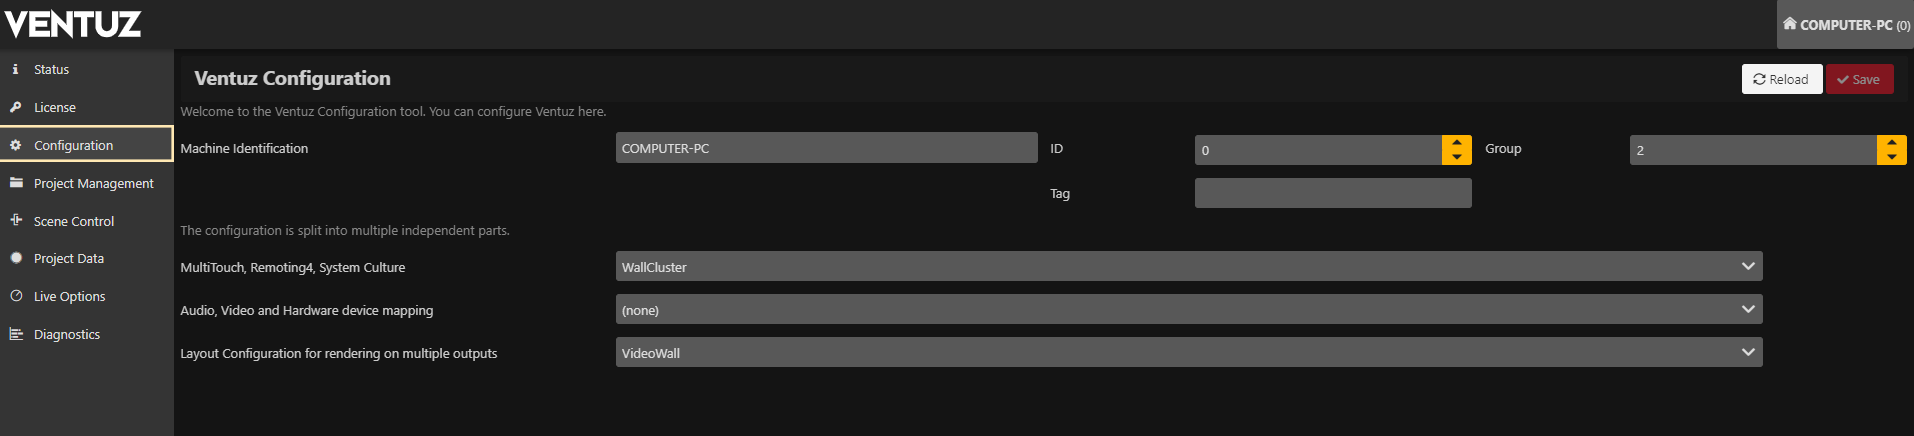 VENTUZ
COMPUTER-PC (0)
Status
License
Configuration
Project Management
Scene Control
Project Data
Live Options
Diagnostics
Ventuz Configuration
Reload
Save
Welcome to the Ventuz Configuration tool. You can configure Ventuz here.
Machine Identification
COMPUTER-PC
ID
0
Group
2
Tag
The configuration is split into multiple independent parts.
MultiTouch, Remoting4, System Culture
WallCluster
Audio, Video and Hardware device mapping
(none)
Layout Configuration for rendering on multiple outputs
VideoWall